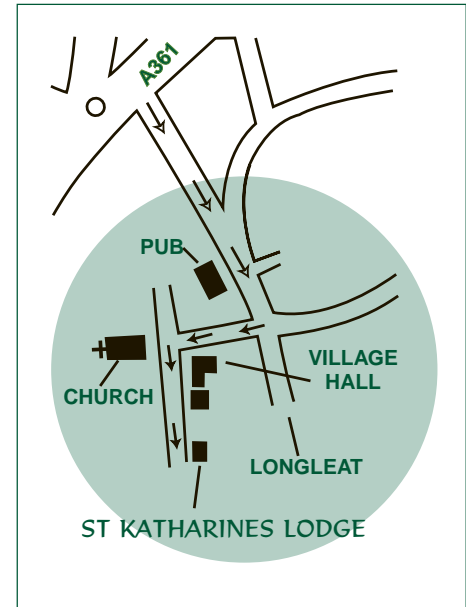 A361
PUB
VILLAGE
HALL
CHURCH
LONGLEAT
ST KATHARINES LODGE